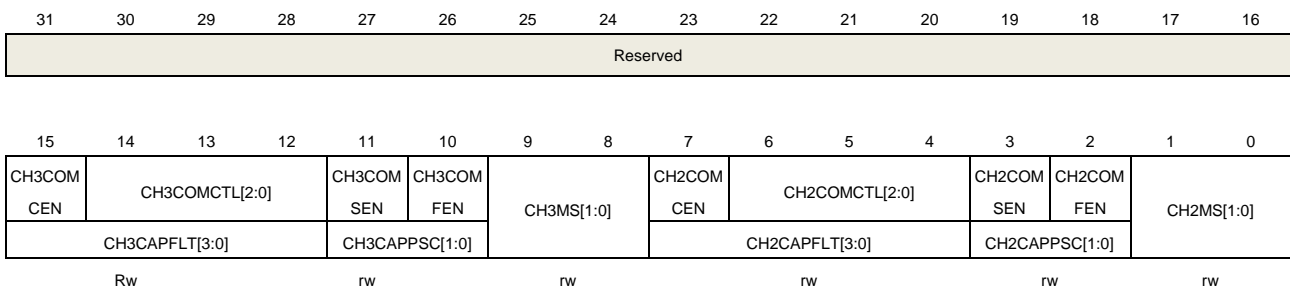 31 30 29 28 27 26 25 24 23 22 21 20 19 18 17 16
Reserved
15 14 13 12 11 10 9 8 7 6 5 4 3 2 1 0
CH3COM CEN CH3COMCTL[2:0] CH3COM SEN CH3COM FEN CH3MS[1:0] CH2COM CEN CH2COMCTL[2:0] CH2COM SEN CH2COM FEN CH2MS[1:0]
CH3CAPFLT[3:0] CH3CAPPSC[1:0] CH2CAPFLT[3:0] CH2CAPPSC[1:0]
Rw rw rw rw rw rw